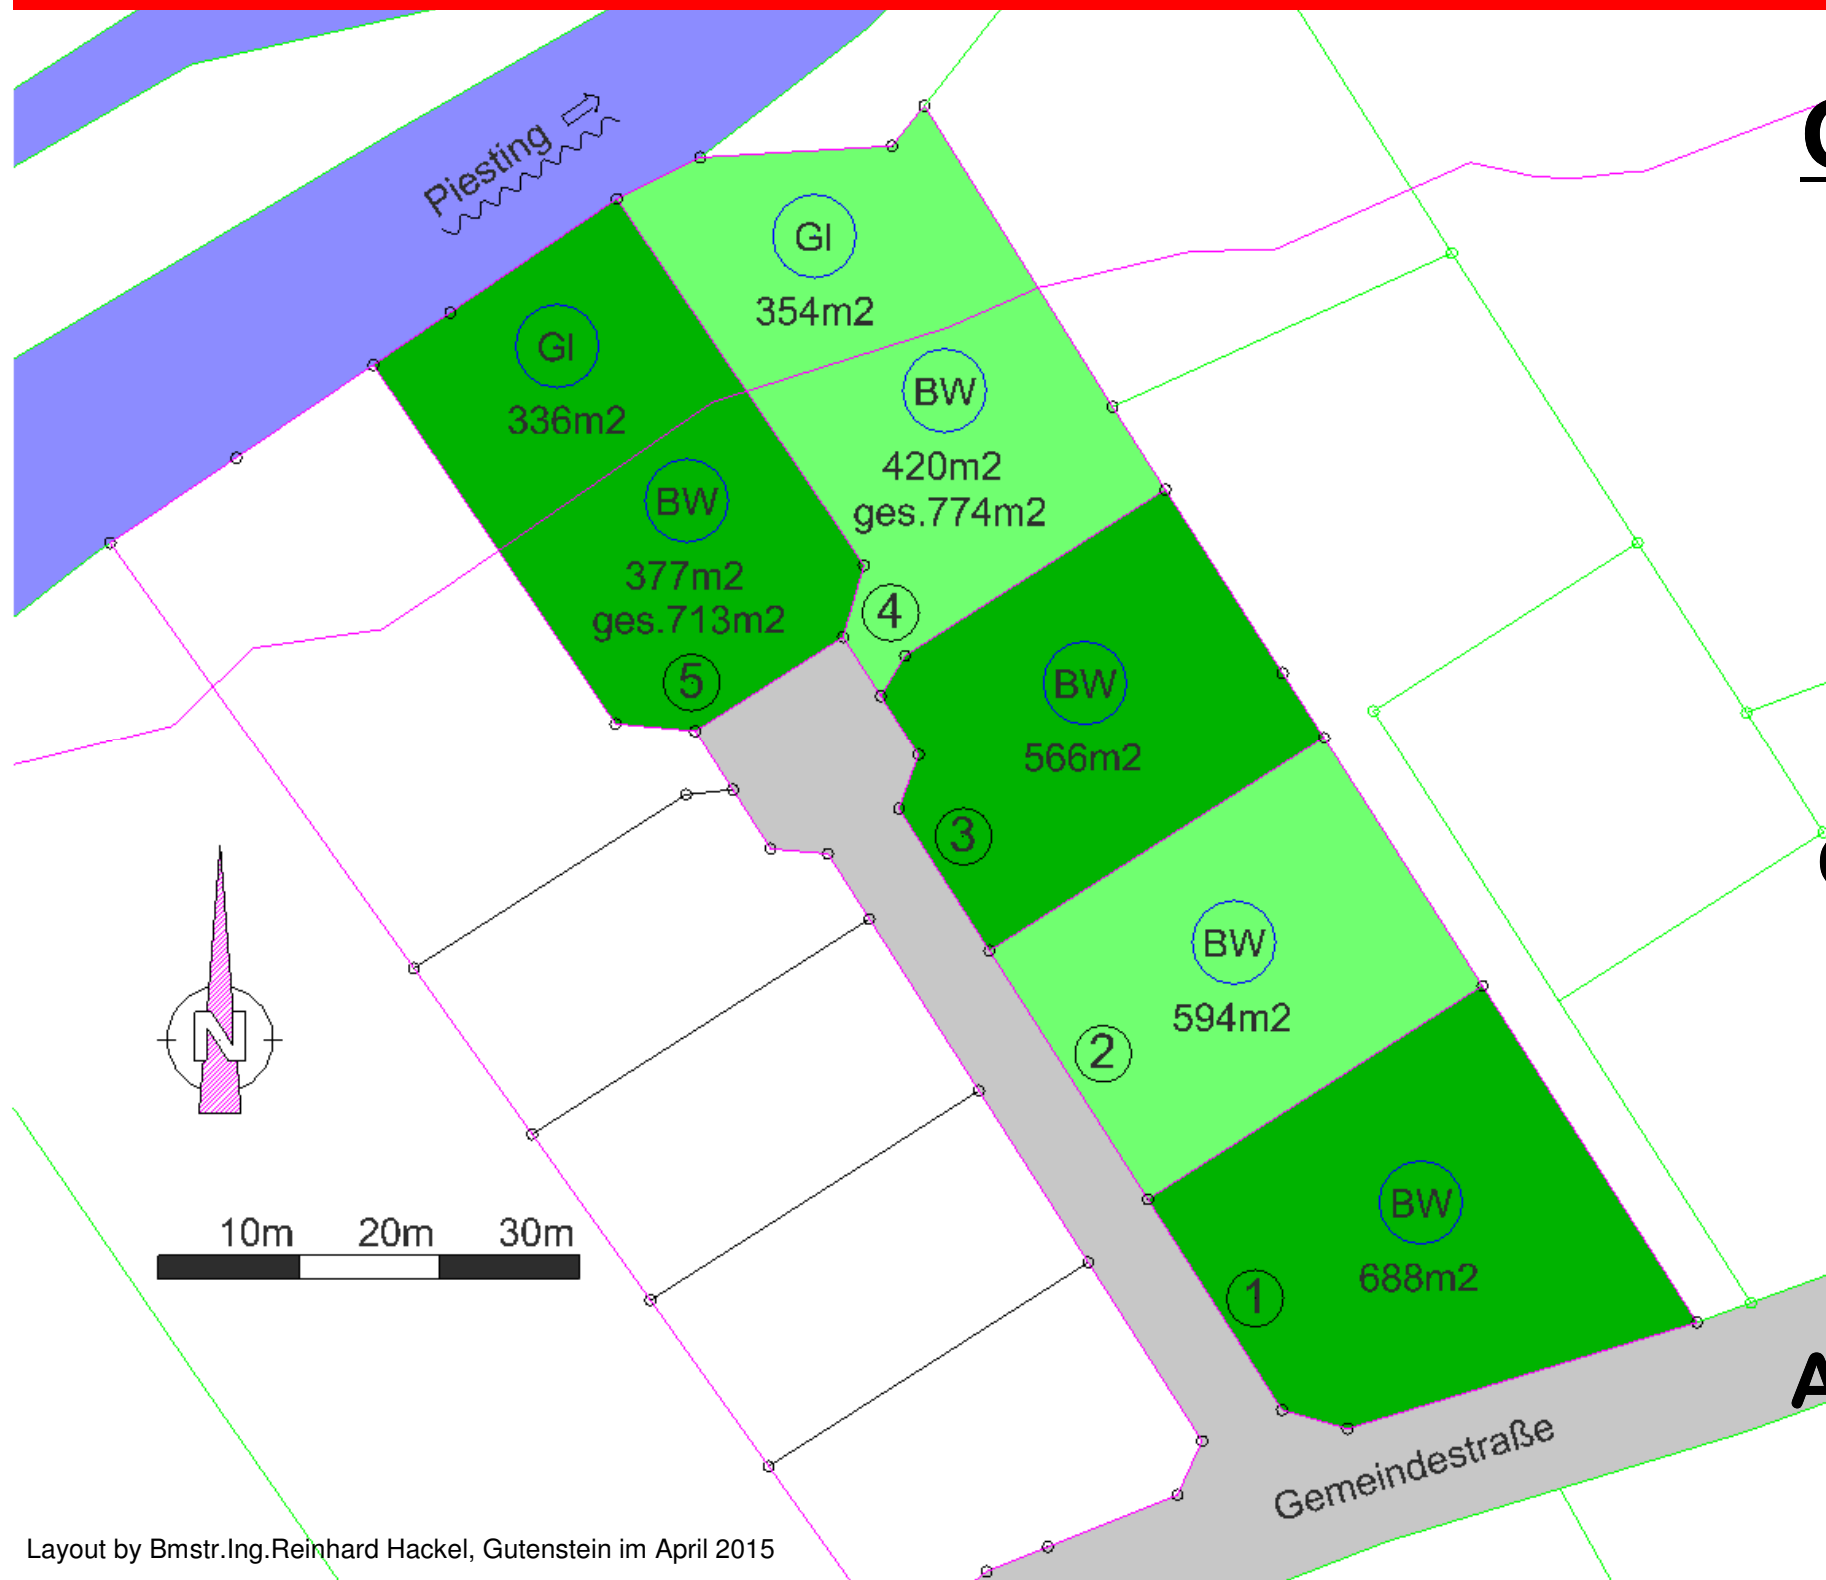 Piesting
GI
354m2
GI
336m2
BW
420m2
ges.774m2
BW
377m2
ges.713m2
4
5
BW
566m2
3
BW
594m2
2
N
10m 20m 30m
BW
688m2
1
Gemeindestraße
A
Layout by Bmstr.Ing.Reinhard Hackel, Gutenstein im April 2015